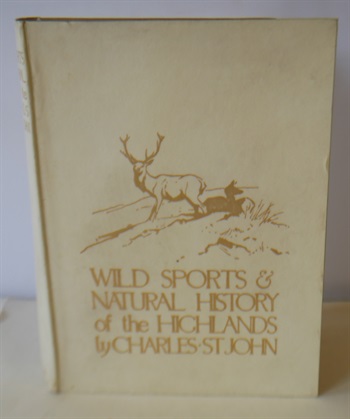 WILD SPORTS &
NATURAL HISTORY
of the HIGHLANDS
by CHARLES·ST JOHN